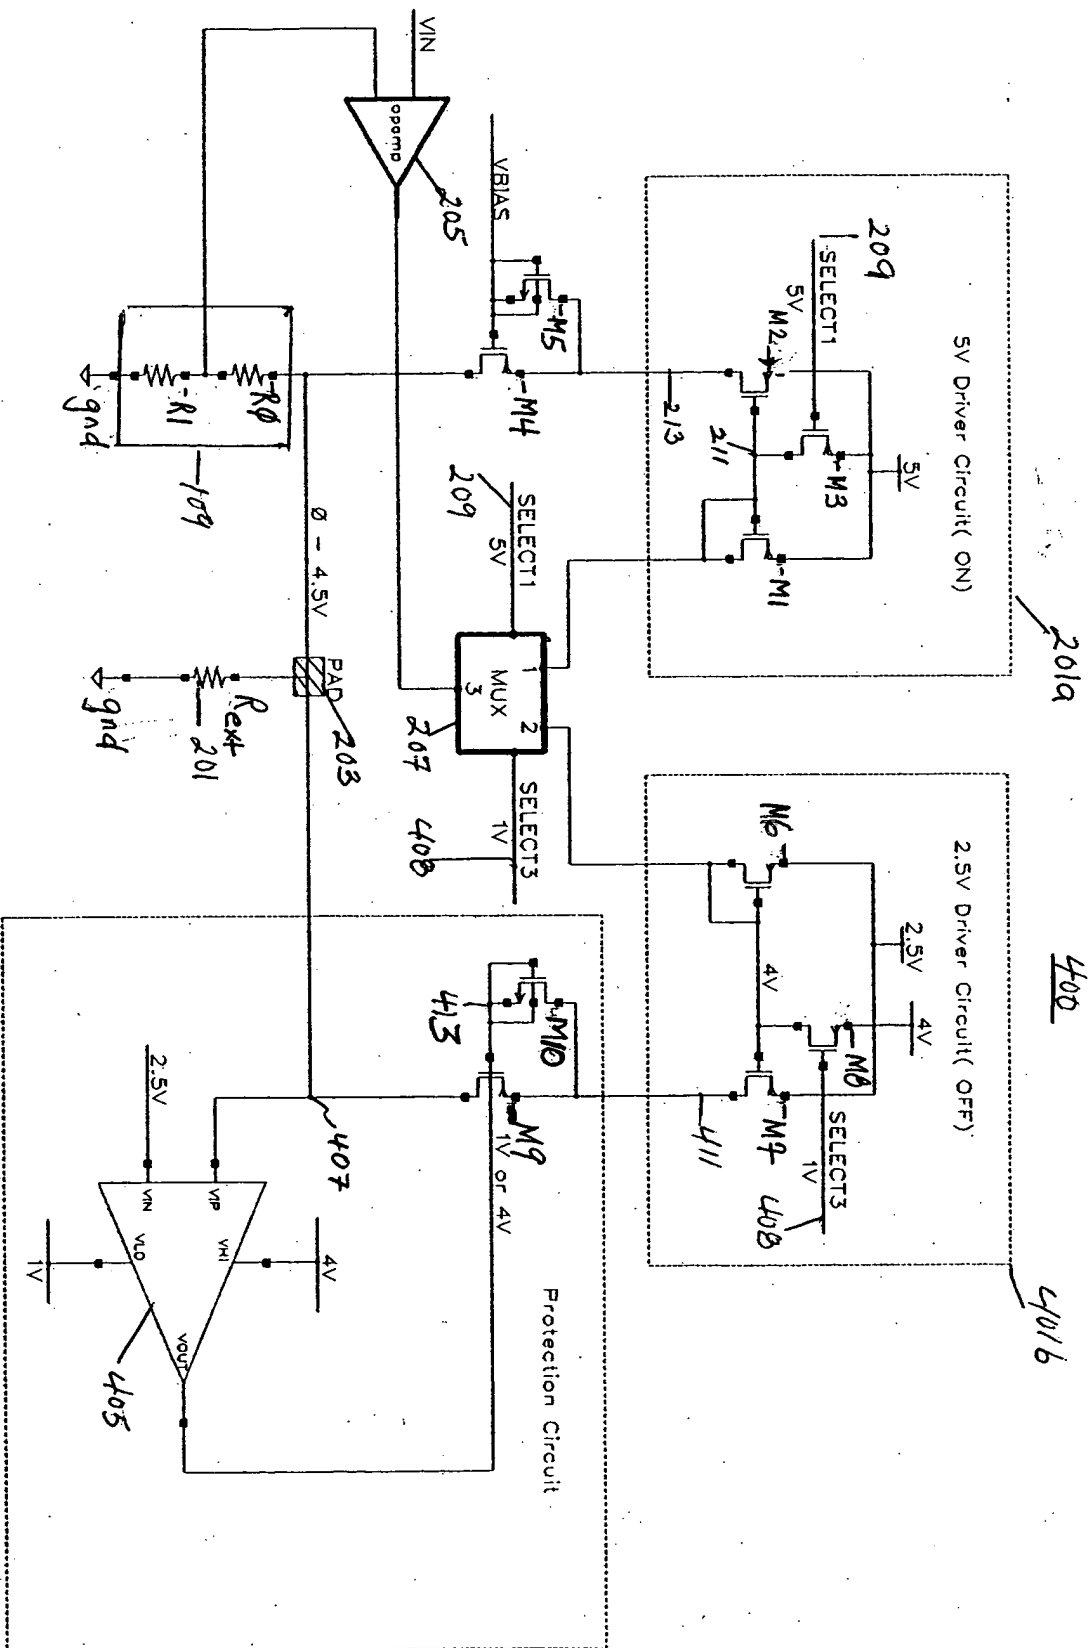 400
201a
5V Driver Circuit( ON)
5V
209
SELECT1
5V
M2
M3
M1
211
213
401b
2.5V Driver Circuit( OFF)
2.5V
4V
M6
4V
M8
M7
SELECT3
1V
408
411
VBIAS
M5
M4
SELECT1
5V
209
1
2
MUX
3
207
SELECT3
1V
408
VIN
opamp
205
RØ
R1
gnd
109
Ø - 4.5V
PAD
203
Rext
201
gnd
Protection Circuit
M10
413
M9
1V or 4V
407
2.5V
VIN
VIP
VHI
VLO
VOUT
4V
1V
405